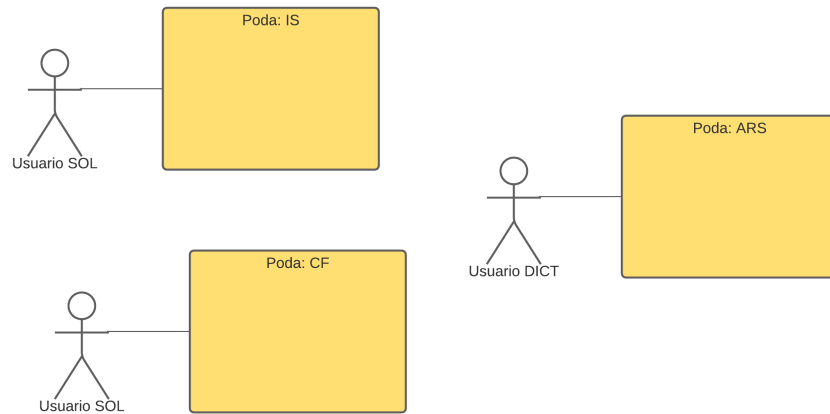 Poda: IS
Usuario SOL
Poda: ARS
Usuario DICT
Poda: CF
Usuario SOL